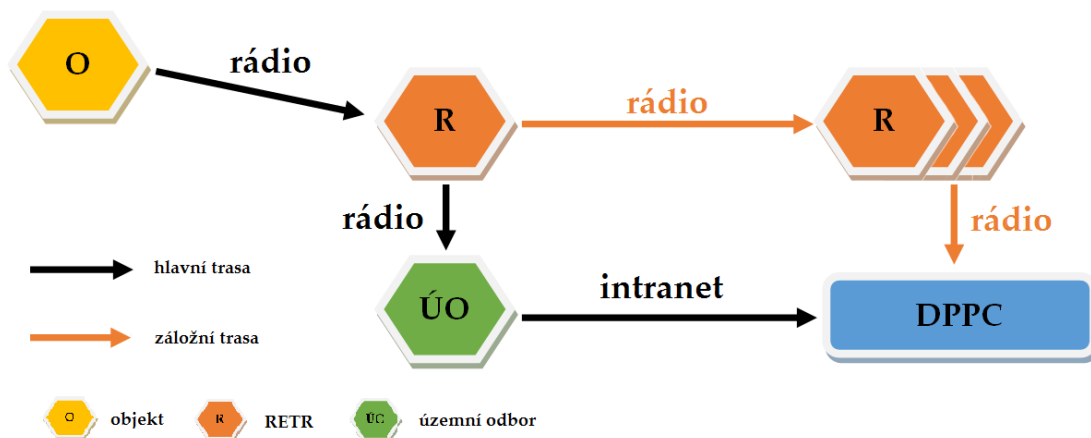 O
rádio
R
rádio
R
rádio
rádio
hlavní trasa
ÚO
intranet
DPPC
záložní trasa
O
objekt
R
RETR
ÚO
územní odbor